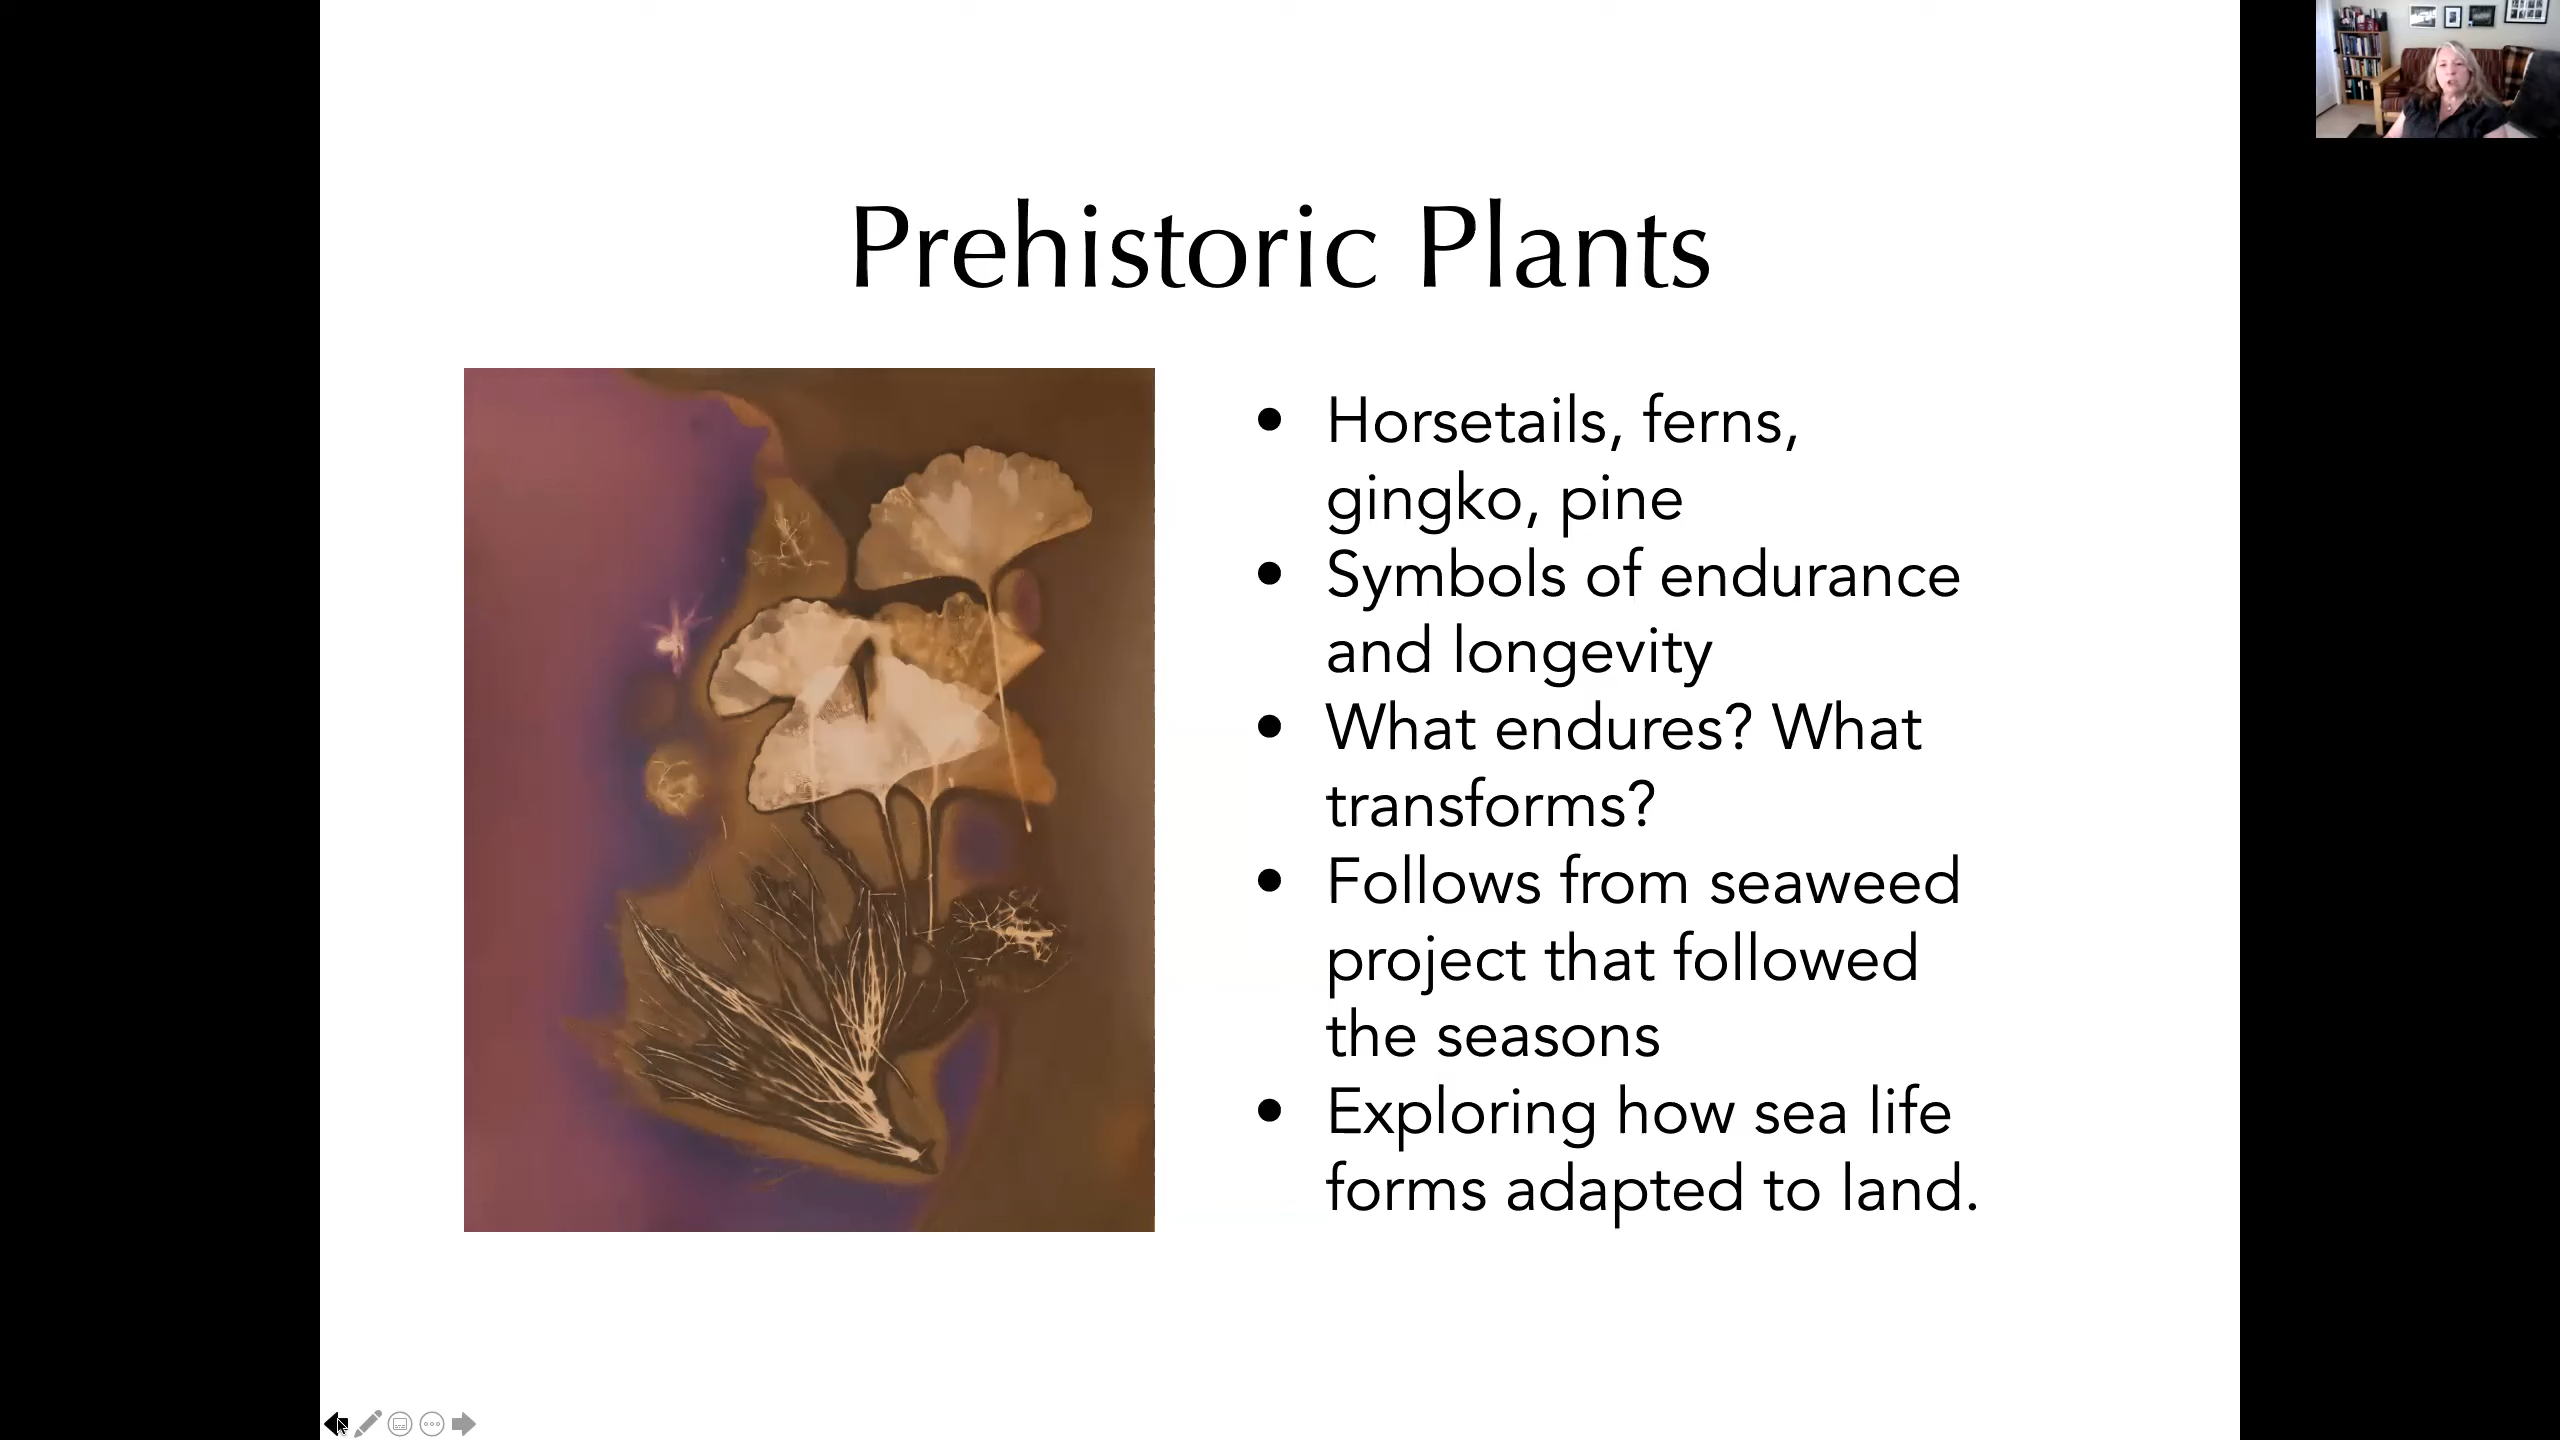 Prehistoric Plants
• Horsetails, ferns,
gingko, pine
• Symbols of endurance
and longevity
• What endures? What
transforms?
• Follows from seaweed
project that followed
the seasons
• Exploring how sea life
forms adapted to land.